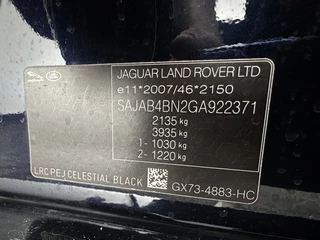 JAGUAR LAND ROVER LTD
e11*2007/46*2150
SAJAB4BN2GA922371
2135 kg
3935 kg
1- 1030 kg
2- 1220 kg
LRC PEJ CELESTIAL BLACK
GX73-4883-HC